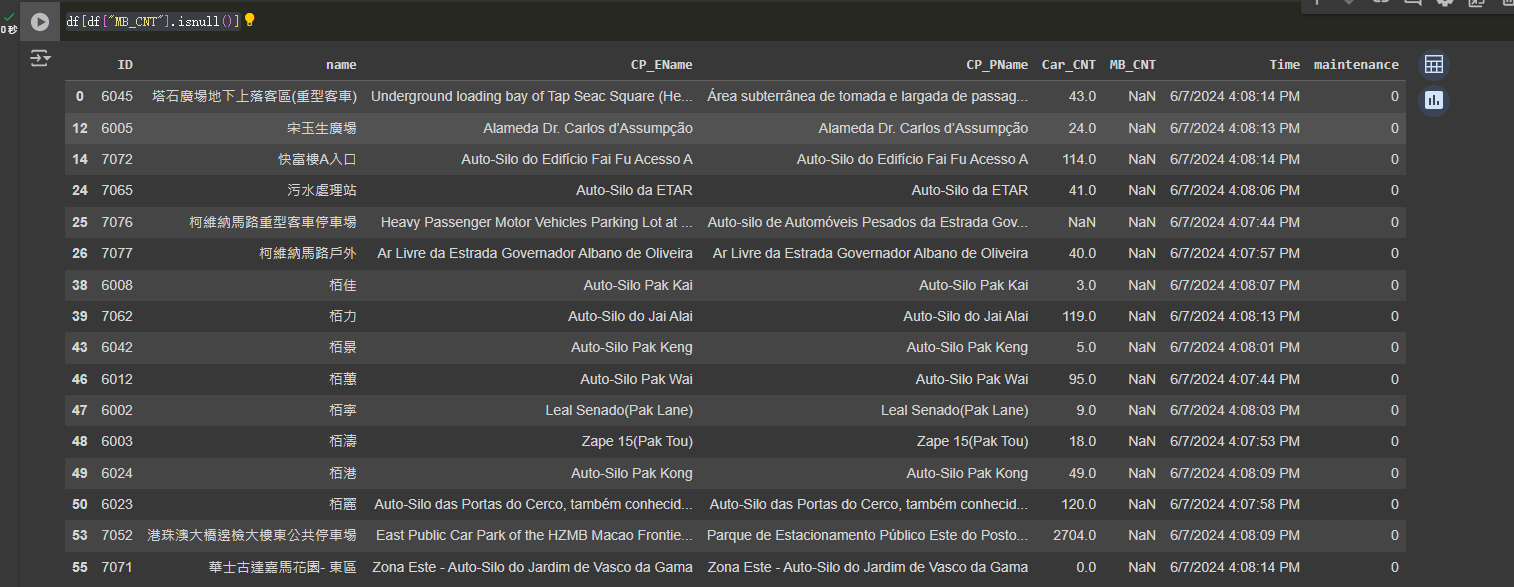 df[df["MB_CNT"].isnull()]
0 秒
ID name CP_EName CP_PName Car_CNT MB_CNT Time maintenance
0 6045 塔石廣場地下上落客區(重型客車) Underground loading bay of Tap Seac Square (He... Área subterrânea de tomada e largada de passag... 43.0 NaN 6/7/2024 4:08:14 PM 0
12 6005 宋玉生廣場 Alameda Dr. Carlos d’Assumpção Alameda Dr. Carlos d’Assumpção 24.0 NaN 6/7/2024 4:08:13 PM 0
14 7072 快富樓A入口 Auto-Silo do Edifício Fai Fu Acesso A Auto-Silo do Edifício Fai Fu Acesso A 114.0 NaN 6/7/2024 4:08:14 PM 0
24 7065 污水處理站 Auto-Silo da ETAR Auto-Silo da ETAR 41.0 NaN 6/7/2024 4:08:06 PM 0
25 7076 柯維納馬路重型客車停車場 Heavy Passenger Motor Vehicles Parking Lot at ... Auto-silo de Automóveis Pesados da Estrada Gov... NaN NaN 6/7/2024 4:07:44 PM 0
26 7077 柯維納馬路戶外 Ar Livre da Estrada Governador Albano de Oliveira Ar Livre da Estrada Governador Albano de Oliveira 40.0 NaN 6/7/2024 4:07:57 PM 0
38 6008 栢佳 Auto-Silo Pak Kai Auto-Silo Pak Kai 3.0 NaN 6/7/2024 4:08:07 PM 0
39 7062 栢力 Auto-Silo do Jai Alai Auto-Silo do Jai Alai 119.0 NaN 6/7/2024 4:08:13 PM 0
43 6042 栢景 Auto-Silo Pak Keng Auto-Silo Pak Keng 5.0 NaN 6/7/2024 4:08:01 PM 0
46 6012 栢蕙 Auto-Silo Pak Wai Auto-Silo Pak Wai 95.0 NaN 6/7/2024 4:07:44 PM 0
47 6002 栢寧 Leal Senado(Pak Lane) Leal Senado(Pak Lane) 9.0 NaN 6/7/2024 4:08:03 PM 0
48 6003 栢濤 Zape 15(Pak Tou) Zape 15(Pak Tou) 18.0 NaN 6/7/2024 4:07:53 PM 0
49 6024 栢港 Auto-Silo Pak Kong Auto-Silo Pak Kong 49.0 NaN 6/7/2024 4:08:09 PM 0
50 6023 栢麗 Auto-Silo das Portas do Cerco, também conhecid... Auto-Silo das Portas do Cerco, também conhecid... 120.0 NaN 6/7/2024 4:07:58 PM 0
53 7052 港珠澳大橋邊檢大樓東公共停車場 East Public Car Park of the HZMB Macao Frontie... Parque de Estacionamento Público Este do Posto... 2704.0 NaN 6/7/2024 4:08:09 PM 0
55 7071 華士古達嘉馬花園- 東區 Zona Este - Auto-Silo do Jardim de Vasco da Gama Zona Este - Auto-Silo do Jardim de Vasco da Gama 0.0 NaN 6/7/2024 4:08:14 PM 0